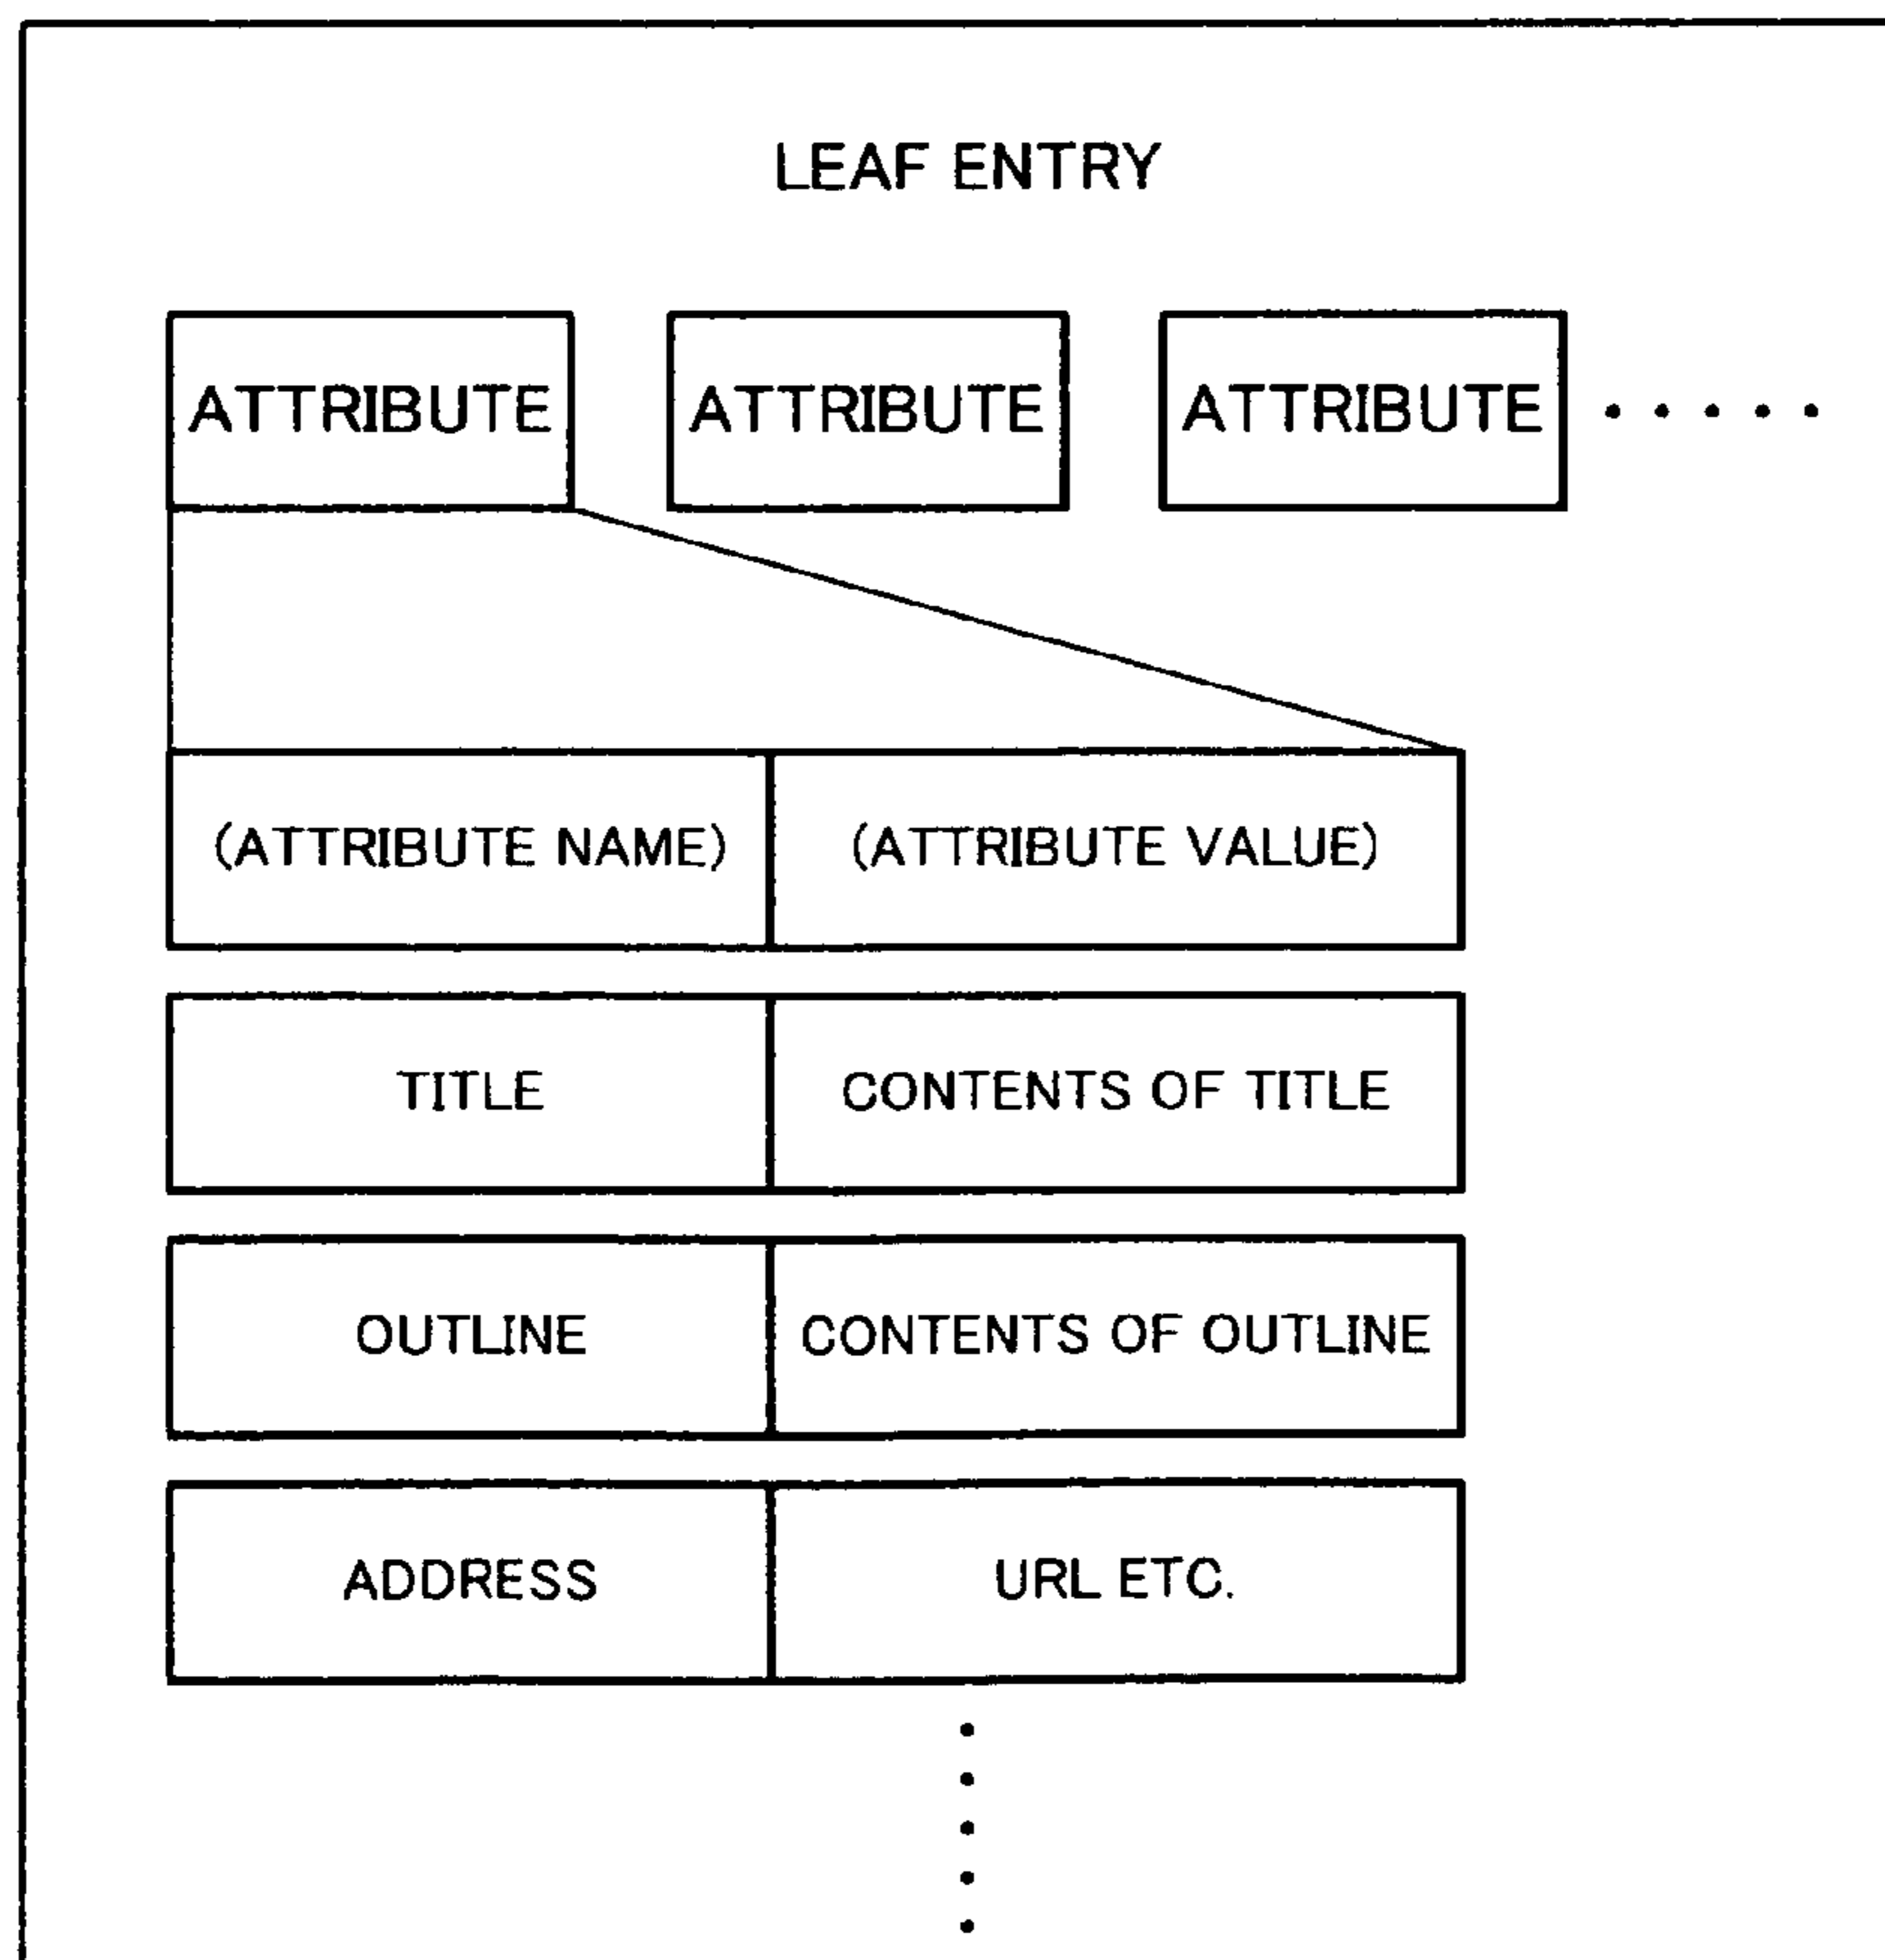 LEAF ENTRY
ATTRIBUTE ATTRIBUTE ATTRIBUTE ・・・・・
(ATTRIBUTE NAME) (ATTRIBUTE VALUE)
TITLE CONTENTS OF TITLE
OUTLINE CONTENTS OF OUTLINE
ADDRESS URL ETC.